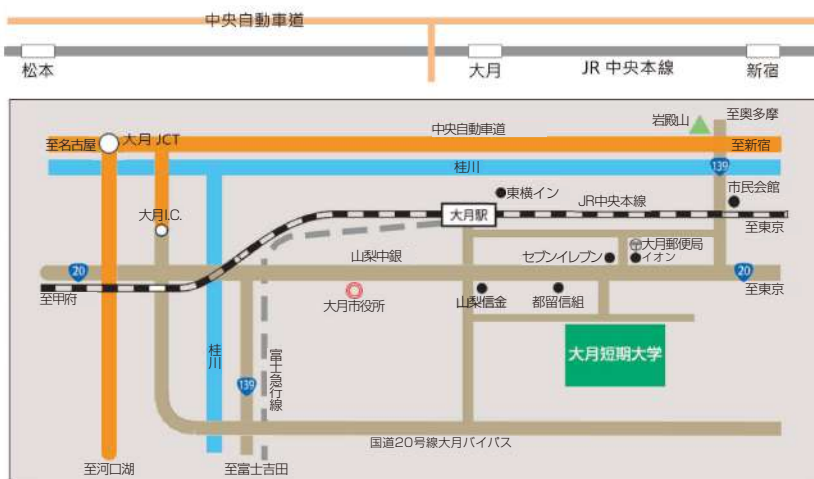 中央自動車道
松本
大月
JR 中央本線
新宿
至奥多摩
岩殿山
中央自動車道
至名古屋
大月 JCT
至新宿
桂川
139
市民会館
東横イン
JR中央本線
大月I.C.
大月駅
至東京
大月郵便局
山梨中銀
セブンイレブン
イオン
20
20
至甲府
至東京
大月市役所
山梨信金
都留信組
桂川
富士急行線
大月短期大学
139
国道20号線大月バイパス
至河口湖
至富士吉田